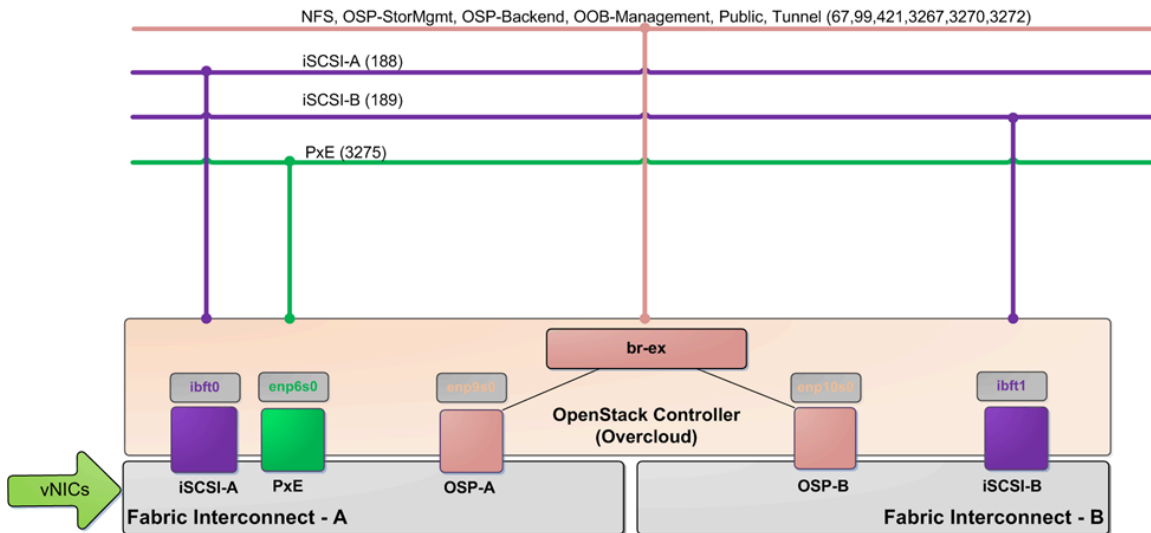 NFS, OSP-StorMgmt, OSP-Backend, OOB-Management, Public, Tunnel (67,99,421,3267,3270,3272)
iSCSI-A (188)
iSCSI-B (189)
PxE (3275)
br-ex
ibft0
enp6s0
enp9s0
enp10s0
ibft1
OpenStack Controller
(Overcloud)
vNICs
iSCSI-A
PxE
OSP-A
OSP-B
iSCSI-B
Fabric Interconnect - A
Fabric Interconnect - B